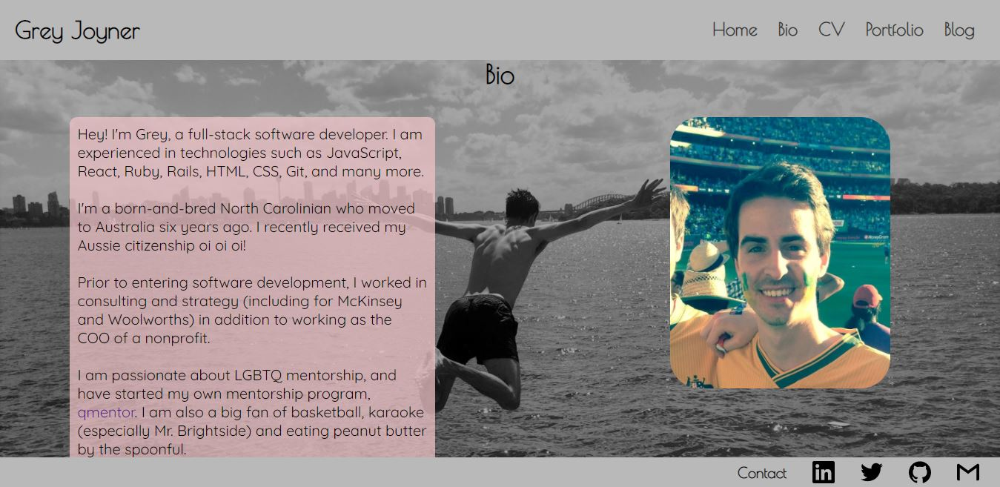 Grey Joyner
Home Bio CV Portfolio Blog
Bio
Hey! I'm Grey, a full-stack software developer. I am
experienced in technologies such as JavaScript,
React, Ruby, Rails, HTML, CSS, Git, and many more.
I'm a born-and-bred North Carolinian who moved
to Australia six years ago. I recently received my
Aussie citizenship oi oi oi!
Prior to entering software development, I worked in
consulting and strategy (including for McKinsey
and Woolworths) in addition to working as the
COO of a nonprofit.
I am passionate about LGBTQ mentorship, and
have started my own mentorship program,
qmentor. I am also a big fan of basketball, karaoke
(especially Mr. Brightside) and eating peanut butter
by the spoonful.
MoneyGram
Contact
in